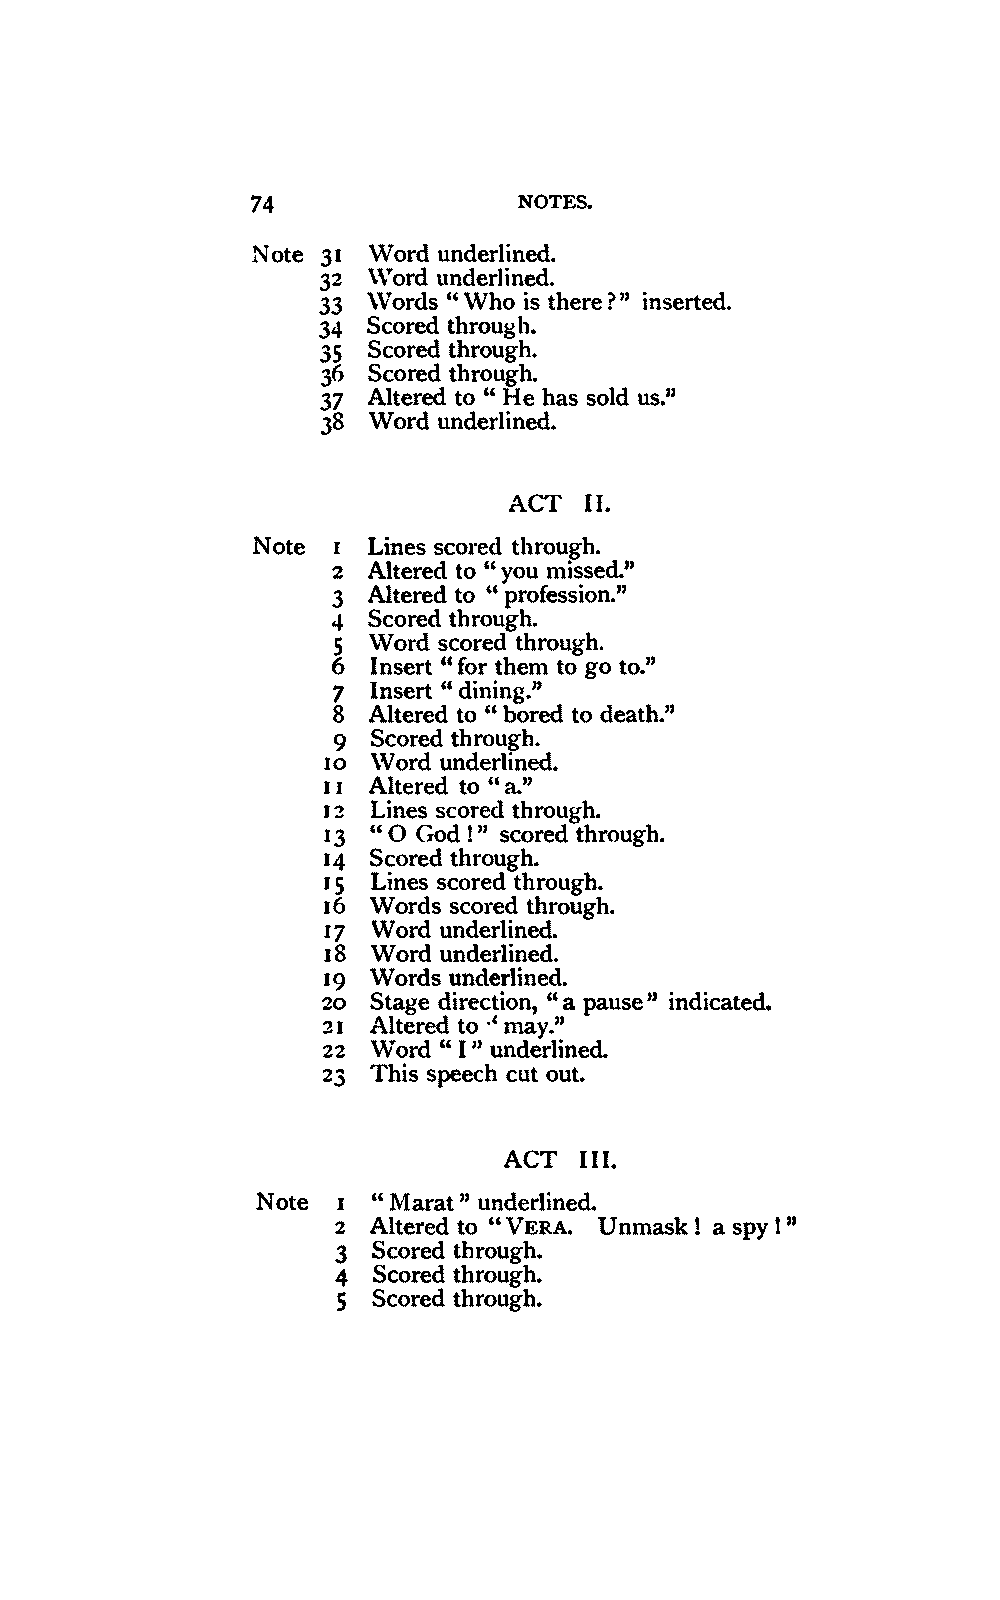 74 NOTES.
Note 31 Word underlined.
32 Word underlined.
33 Words “Who is there?” inserted.
34 Scored through.
35 Scored through.
36 Scored through.
37 Altered to “He has sold us.”
38 Word underlined.
ACT II.
Note 1 Lines scored through.
2 Altered to “you missed.”
3 Altered to “profession.”
4 Scored through.
5 Word scored through.
6 Insert “for them to go to.”
7 Insert “dining.”
8 Altered to “bored to death.”
9 Scored through.
10 Word underlined.
11 Altered to “a.”
12 Lines scored through.
13 “O God!” scored through.
14 Scored through.
15 Lines scored through.
16 Words scored through.
17 Word underlined.
18 Word underlined.
19 Words underlined.
20 Stage direction, “a pause” indicated.
21 Altered to “may.”
22 Word “I” underlined.
23 This speech cut out.
ACT III.
Note 1 “Marat” underlined.
2 Altered to “VERA. Unmask! a spy!”
3 Scored through.
4 Scored through.
5 Scored through.